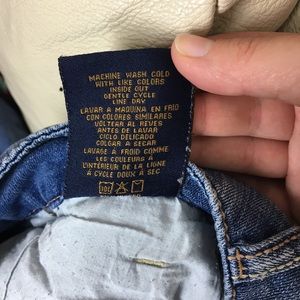 MACHINE WASH COLD
WITH LIKE COLORS
INSIDE OUT
GENTLE CYCLE
LINE DRY
LAVAR A MAQUINA EN FRIO
CON COLORES SIMILARES
VOLTEAR AL REVES
ANTES DE LAVAR
CICLO DELICADO
COLGAR A SECAR
LAVAGE À FROID COMME
LES COULEURS À
L'INTÉRIEUR DE LA LIGNE
À CYCLE DOUX À SEC